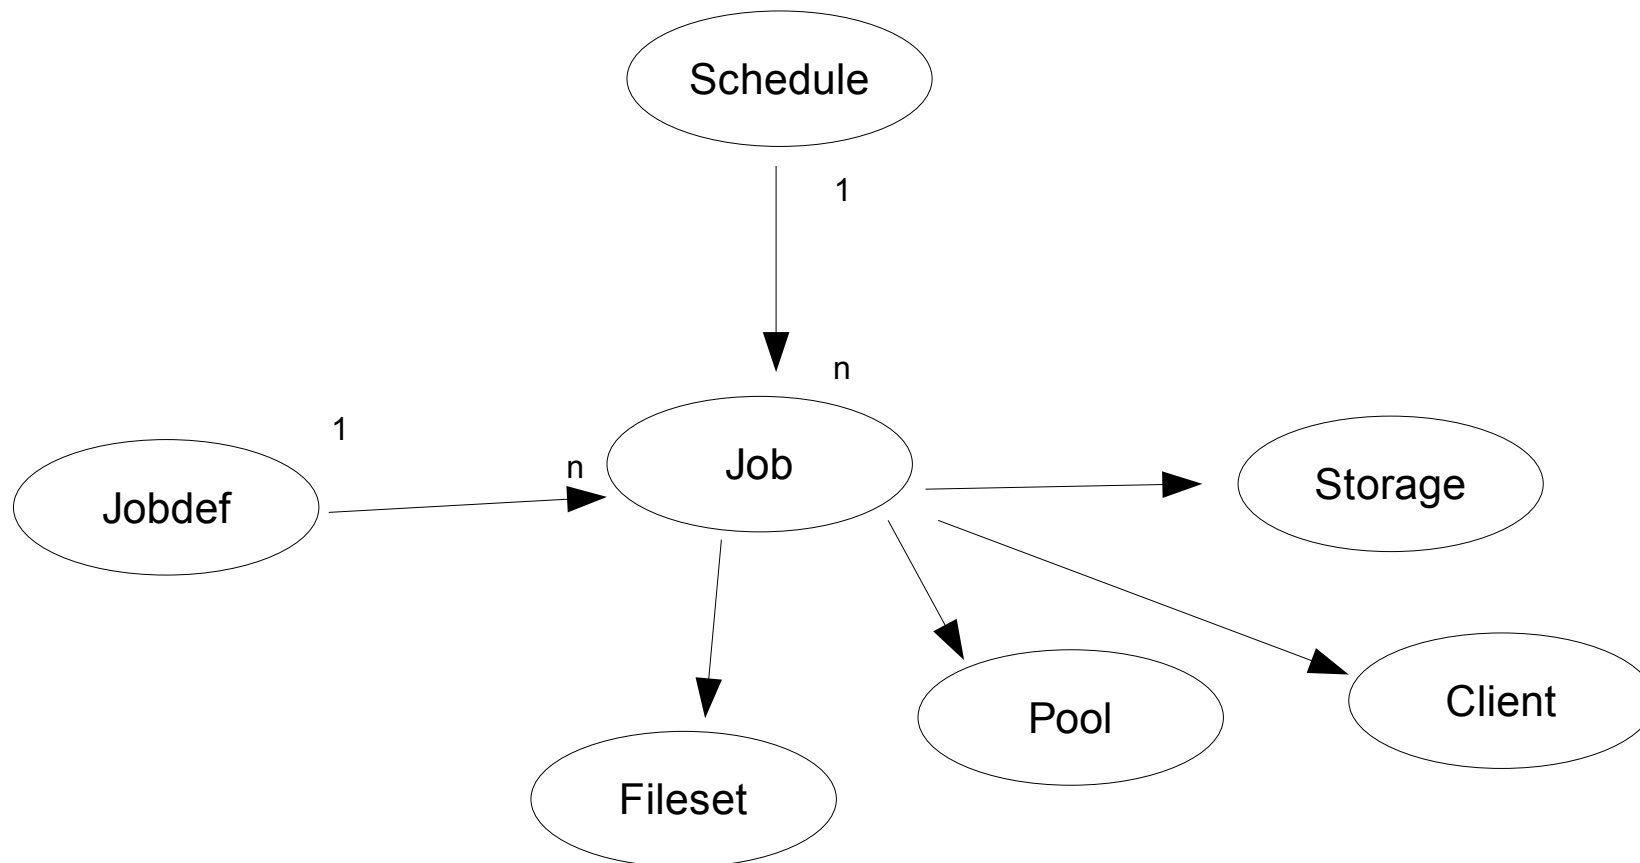 Schedule
1
n
1
Job
n
Storage
Jobdef
Client
Pool
Fileset